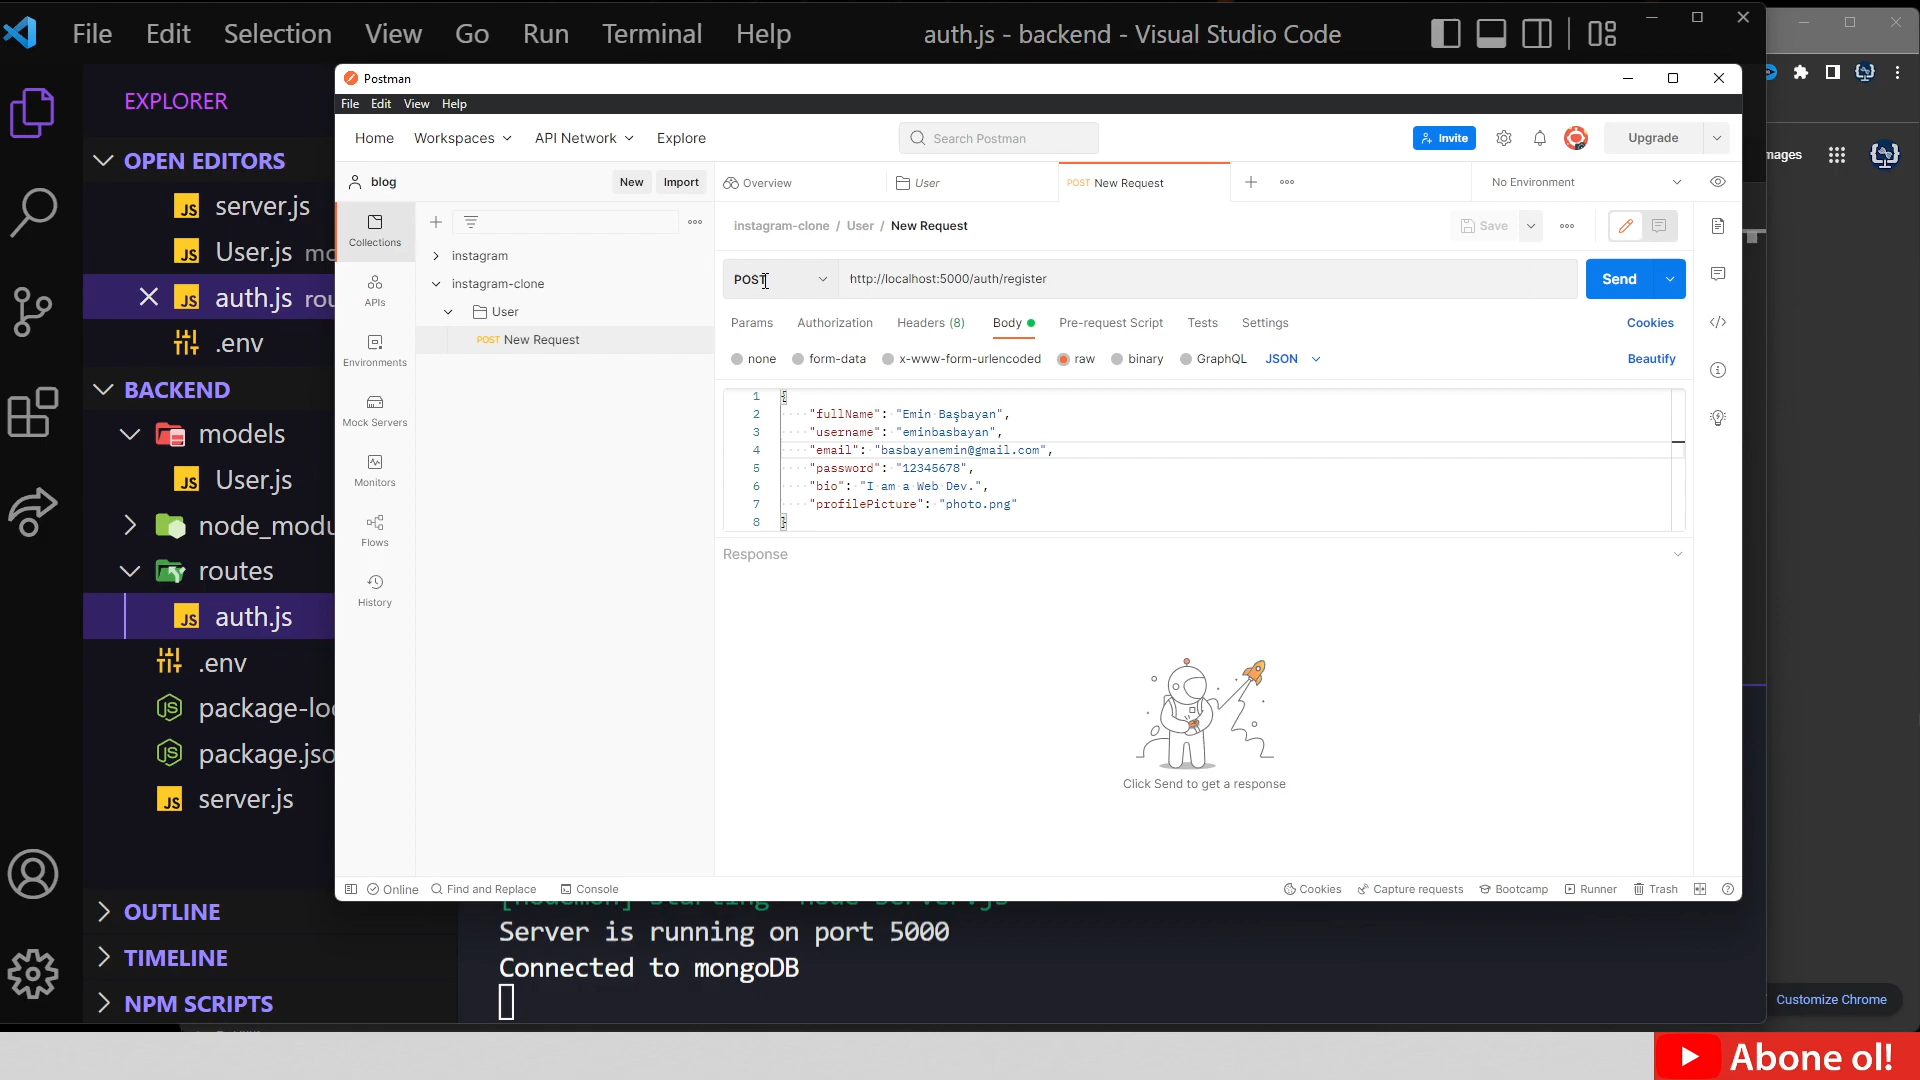 File Edit Selection View Go Run Terminal Help
auth.js - backend - Visual Studio Code
EXPLORER
OPEN EDITORS
JS server.js
JS User.js
JS auth.js
.env
BACKEND
models
JS User.js
routes
JS auth.js
.env
JS server.js
OUTLINE
TIMELINE
NPM SCRIPTS
Postman
File Edit View Help
Home Workspaces API Network Explore
Search Postman
Invite
Upgrade
blog
New Import
Overview
User
POST New Request
No Environment
Collections
APIs
Environments
Mock Servers
Monitors
Flows
History
instagram
instagram-clone
User
POST New Request
instagram-clone / User / New Request
Save
POST http://localhost:5000/auth/register
Send
Params Authorization Headers (8) Body Pre-request Script Tests Settings
Cookies
none form-data x-www-form-urlencoded raw binary GraphQL JSON
Beautify
1 {
2 "fullName": "Emin Başbayan",
3 "username": "eminbasbayan",
4 "email": "basbayanemin@gmail.com",
5 "password": "12345678",
6 "bio": "I am a Web Dev.",
7 "profilePicture": "photo.png"
8 }
Response
Click Send to get a response
Online Find and Replace Console
Cookies Capture requests Bootcamp Runner Trash
Server is running on port 5000
Connected to mongoDB
Customize Chrome
Abone ol!